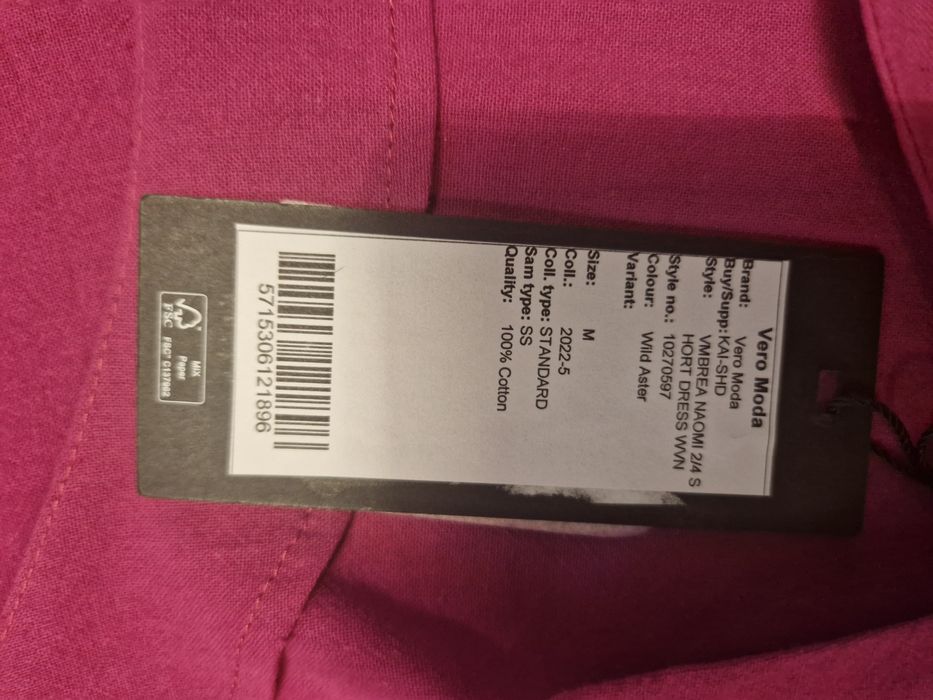 Vero Moda
Brand: Vero Moda
Buy/Supp: KAI-SHD
Style: VMBREA NAOMI 2/4 S
HORT DRESS WVN
Style no.: 10270597
Colour: Wild Aster
Variant:
Size: M
Coll.: 2022-5
Coll. type: STANDARD
Sam type: SS
Quality: 100% Cotton
5715306121896
FSC
MIX
Paper
FSC® C137992